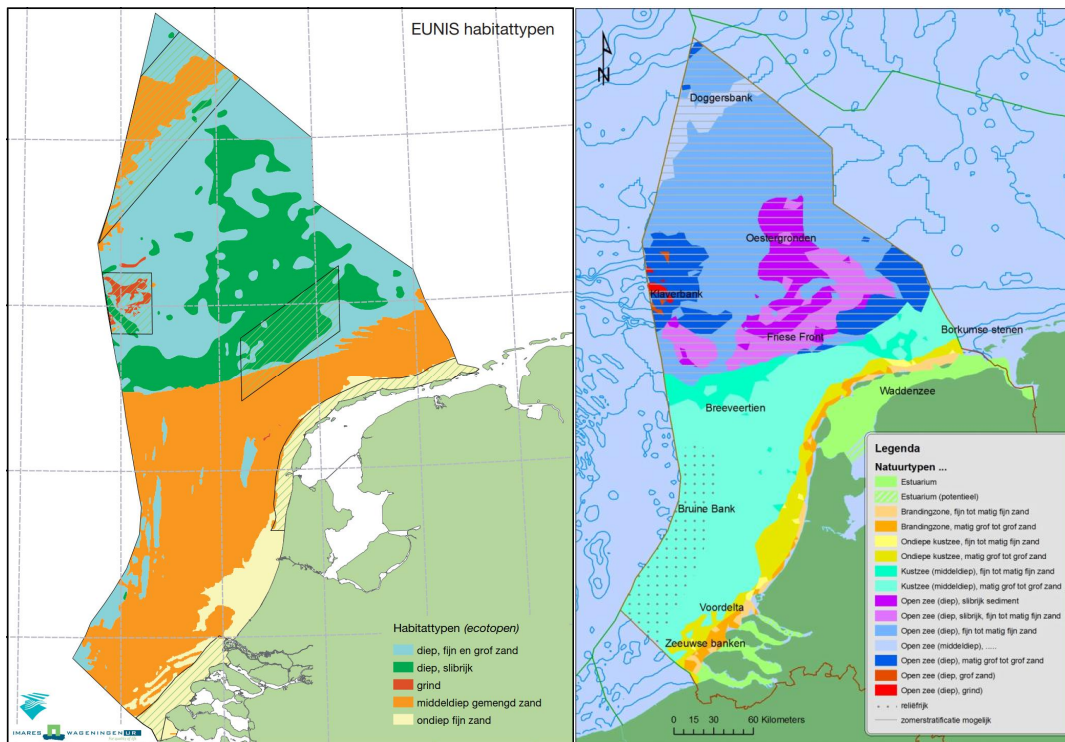 EUNIS habitattypen
Habitattypen (ecotopen)
diep, fijn en grof zand
diep, slibrijk
grind
middeldiep gemengd zand
ondiep fijn zand
IMARES WAGENINGEN UR
N
Doggersbank
Oestergronden
Klaverbank
Friese Front
Borkumse stenen
Waddenzee
Breeveertien
Bruine Bank
Voordelta
Zeeuwse banken
0 15 30 60 Kilometers
Legenda
Natuurtypen ...
Estuarium
Estuarium (potentieel)
Brandingzone, fijn tot matig fijn zand
Brandingzone, matig grof tot grof zand
Ondiepe kustzee, fijn tot matig fijn zand
Ondiepe kustzee, matig grof tot grof zand
Kustzee (middeldiep), fijn tot matig fijn zand
Kustzee (middeldiep), matig grof tot grof zand
Open zee (diep), slibrijk sediment
Open zee (diep, slibrijk, fijn tot matig fijn zand)
Open zee (diep), fijn tot matig fijn zand
Open zee (middeldiep), .....
Open zee (diep), matig grof tot grof zand
Open zee (diep, grof zand)
Open zee (diep), grind)
reliëfrijk
zomerstratificatie mogelijk